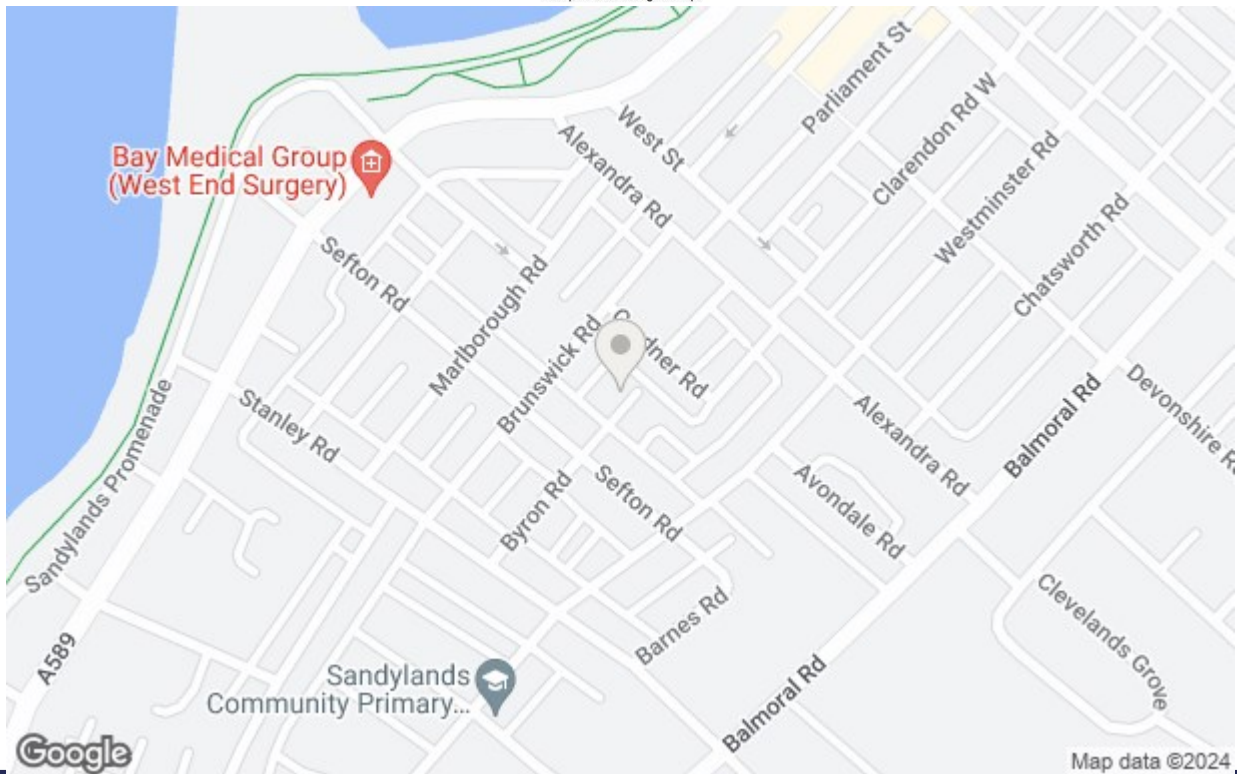 Parliament St
West St
Alexandra Rd
Clarendon Rd W
Westminster Rd
Chatsworth Rd
Bay Medical Group
(West End Surgery)
Sefton Rd
Marlborough Rd
Brunswick Rd
Stanley Rd
Sandylands Promenade
Byron Rd
Sefton Rd
Alexandra Rd
Balmoral Rd
Avondale Rd
Barnes Rd
Clevelands Grove
A589
Sandylands
Community Primary...
Balmoral Rd
Google
Map data ©2024